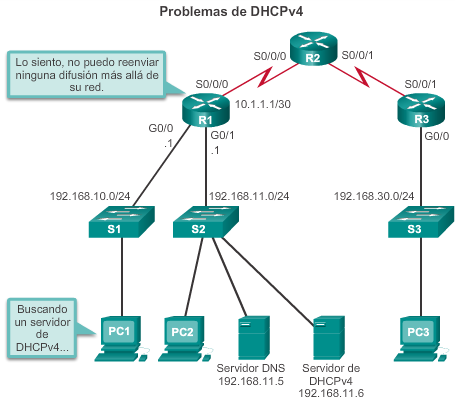 Problemas de DHCPv4
Lo siento, no puedo reenviar
ninguna difusión más allá de
su red.
S0/0/0
R2
S0/0/1
S0/0/0
S0/0/1
10.1.1.1/30
R1
R3
G0/0
.1
G0/1
.1
G0/0
192.168.10.0/24
192.168.11.0/24
192.168.30.0/24
S1
S2
S3
Buscando
un servidor
de
DHCPv4...
PC1
PC2
PC3
Servidor DNS
192.168.11.5
Servidor de
DHCPv4
192.168.11.6